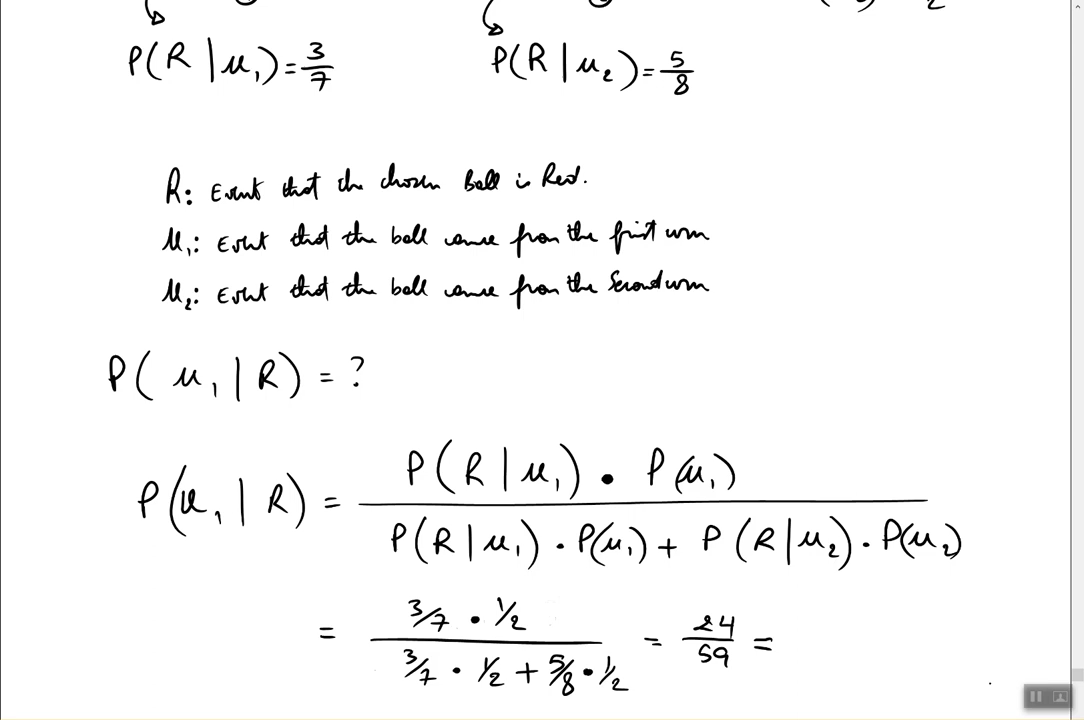 P(R|u₁) = 3/7 P(R|u₂) = 5/8
R: Event that the chosen Ball is Red.
u₁: Event that the ball came from the first urn
u₂: Event that the ball came from the Second urn
P(u₁|R) = ?
P(u₁|R) = P(R|u₁) • P(u₁) / P(R|u₁) · P(u₁) + P(R|u₂) · P(u₂)
= 3/7 • 1/2 / 3/7 · 1/2 + 5/8 • 1/2 = 24/59 =